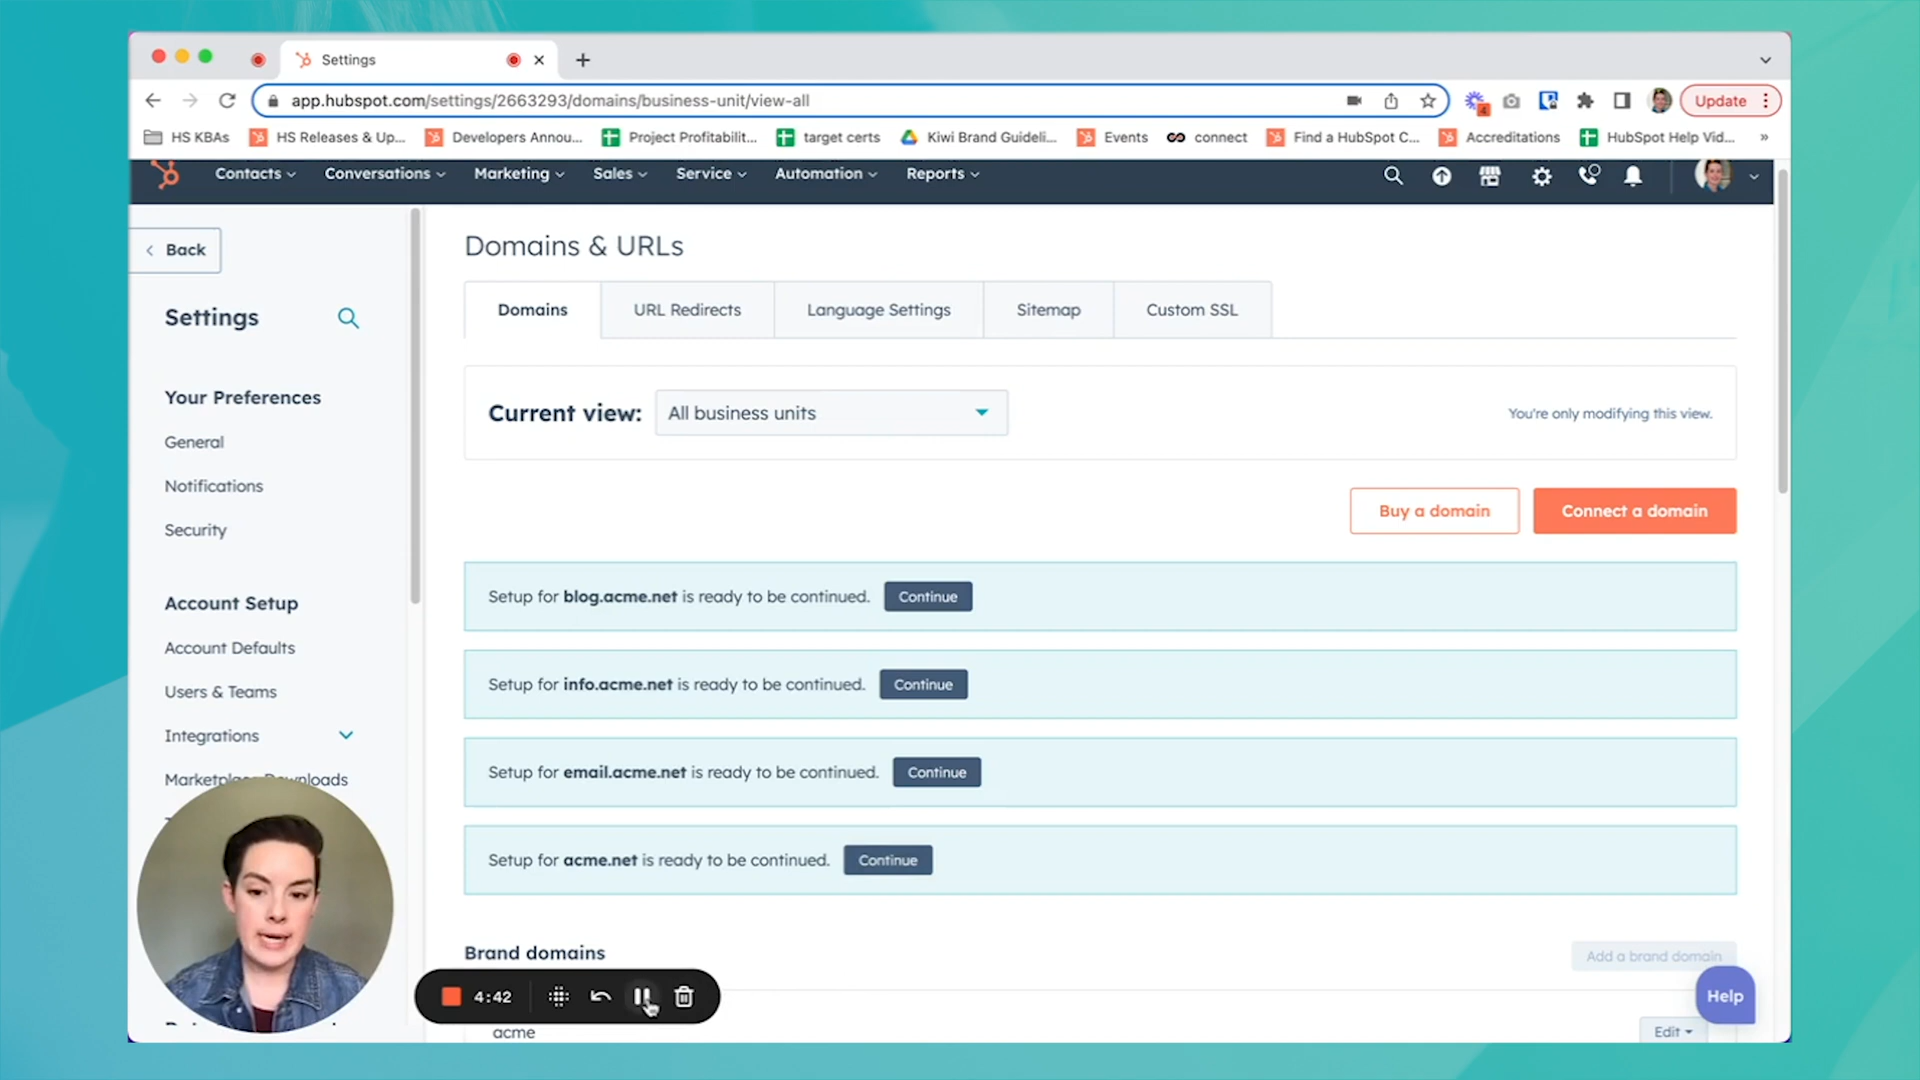 Settings
app.hubspot.com/settings/2663293/domains/business-unit/view-all
4
Update
HS KBAs
HS Releases & Up...
Developers Annou...
Project Profitabilit...
target certs
Kiwi Brand Guideli...
Events
connect
Find a HubSpot C...
Accreditations
HubSpot Help Vid...
»
Contacts
Conversations
Marketing
Sales
Service
Automation
Reports
Back
Settings
Your Preferences
General
Notifications
Security
Account Setup
Account Defaults
Users & Teams
Integrations
Domains & URLs
Domains
URL Redirects
Language Settings
Sitemap
Custom SSL
Current view:
All business units
You're only modifying this view.
Buy a domain
Connect a domain
Setup for blog.acme.net is ready to be continued.
Continue
Setup for info.acme.net is ready to be continued.
Continue
Setup for email.acme.net is ready to be continued.
Continue
Setup for acme.net is ready to be continued.
Continue
Brand domains
Add a brand domain
4:42
acme
Edit
Help